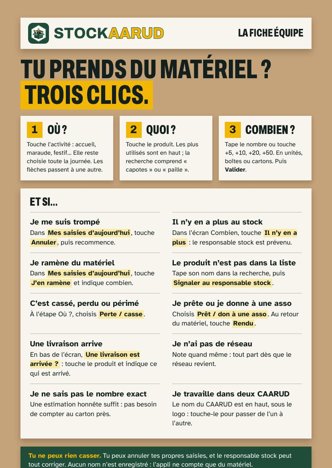 STOCKAARUD
LA FICHE ÉQUIPE
TU PRENDS DU MATÉRIEL ?
TROIS CLICS.
1 OÙ ?
Touche l'activité : accueil,
maraude, festif… Elle reste
choisie toute la journée. Les
flèches passent à une autre.
2 QUOI ?
Touche le produit. Les plus
utilisés sont en haut ; la
recherche comprend «
capotes » ou « paille ».
3 COMBIEN ?
Tape le nombre ou touche
+5, +10, +20, +50. En unités,
boîtes ou cartons. Puis
Valider.
ET SI…
Je me suis trompé
Dans Mes saisies d'aujourd'hui, touche
Annuler, puis recommence.
Il n'y en a plus au stock
Dans l'écran Combien, touche Il n'y en a
plus : le responsable stock est prévenu.
Je ramène du matériel
Dans Mes saisies d'aujourd'hui, touche
J'en ramène et indique combien.
Le produit n'est pas dans la liste
Tape son nom dans la recherche, puis
Signaler au responsable stock.
C'est cassé, perdu ou périmé
À l'étape Où ?, choisis Perte / casse.
Je prête ou je donne à une asso
Choisis Prêt / don à une asso. Au retour
du matériel, touche Rendu.
Une livraison arrive
En bas de l'écran, Une livraison est
arrivée ? : touche le produit et indique ce
qui est arrivé.
Je n'ai pas de réseau
Note quand même : tout part dès que le
réseau revient.
Je ne sais pas le nombre exact
Une estimation honnête suffit : pas besoin
de compter au carton près.
Je travaille dans deux CAARUD
Le nom du CAARUD est en haut, sous le
logo : touche-le pour passer de l'un à
l'autre.
Tu ne peux rien casser. Tu peux annuler tes propres saisies, et le responsable stock peut
tout corriger. Aucun nom n'est enregistré : l'appli ne compte que du matériel.